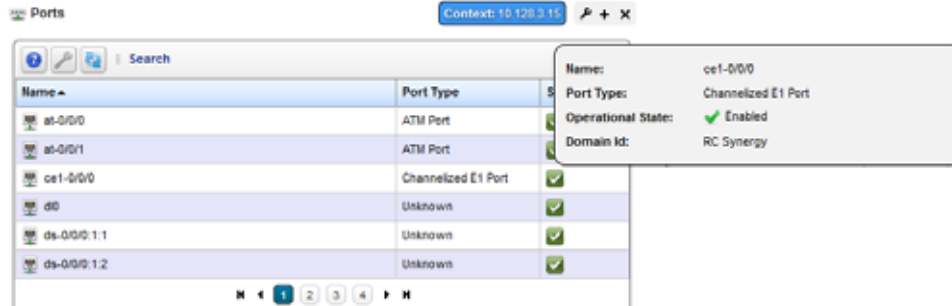 Ports
Context: 10.128.3.15
Search
Name Port Type S
at-0/0/0 ATM Port
at-0/0/1 ATM Port
ce1-0/0/0 Channelized E1 Port
dl0 Unknown
ds-0/0/0:1:1 Unknown
ds-0/0/0:1:2 Unknown
1 2 3 4
Name: ce1-0/0/0
Port Type: Channelized E1 Port
Operational State: Enabled
Domain Id: RC Synergy